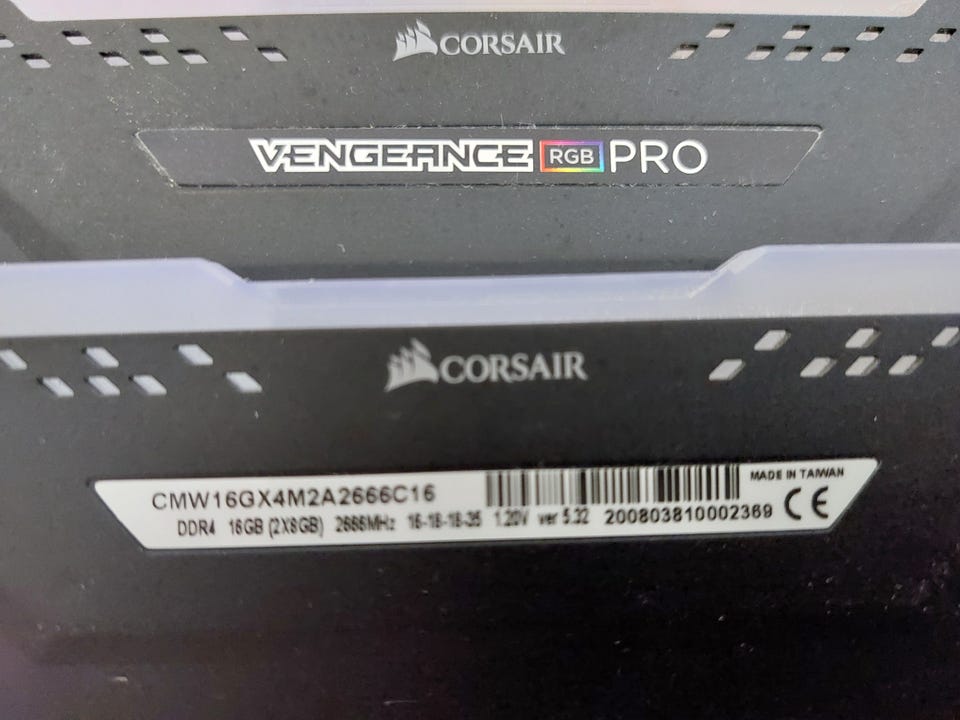 CORSAIR
VENGEANCE RGB PRO
CORSAIR
CMW16GX4M2A2666C16
MADE IN TAIWAN
DDR4 16GB (2X8GB) 2666MHz 16-18-18-35 1.20V ver 5.32 200803810002369 CE